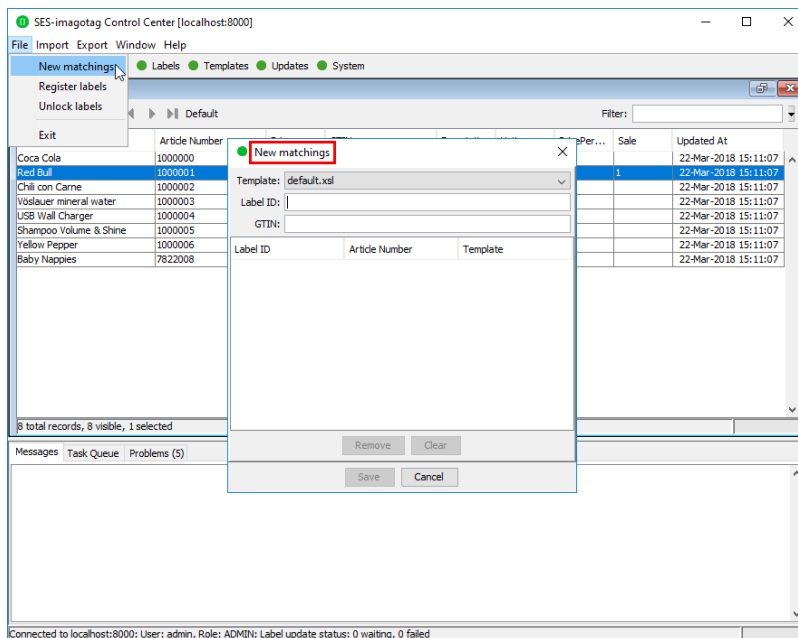 SES-imagotag Control Center [localhost:8000]
File Import Export Window Help
New matchings
Register labels
Unlock labels
Exit
Labels Templates Updates System
Default
Filter:
Article Number Sale Updated At
Coca Cola 1000000 22-Mar-2018 15:11:07
Red Bull 1000001 1 22-Mar-2018 15:11:07
Chili con Carne 1000002 22-Mar-2018 15:11:07
Vöslauer mineral water 1000003 22-Mar-2018 15:11:07
USB Wall Charger 1000004 22-Mar-2018 15:11:07
Shampoo Volume & Shine 1000005 22-Mar-2018 15:11:07
Yellow Pepper 1000006 22-Mar-2018 15:11:07
Baby Nappies 7822008 22-Mar-2018 15:11:07
8 total records, 8 visible, 1 selected
New matchings
Template: default.xsl
Label ID:
GTIN:
Label ID Article Number Template
Remove Clear
Save Cancel
Messages Task Queue Problems (5)
Connected to localhost:8000; User: admin, Role: ADMIN; Label update status: 0 waiting, 0 failed